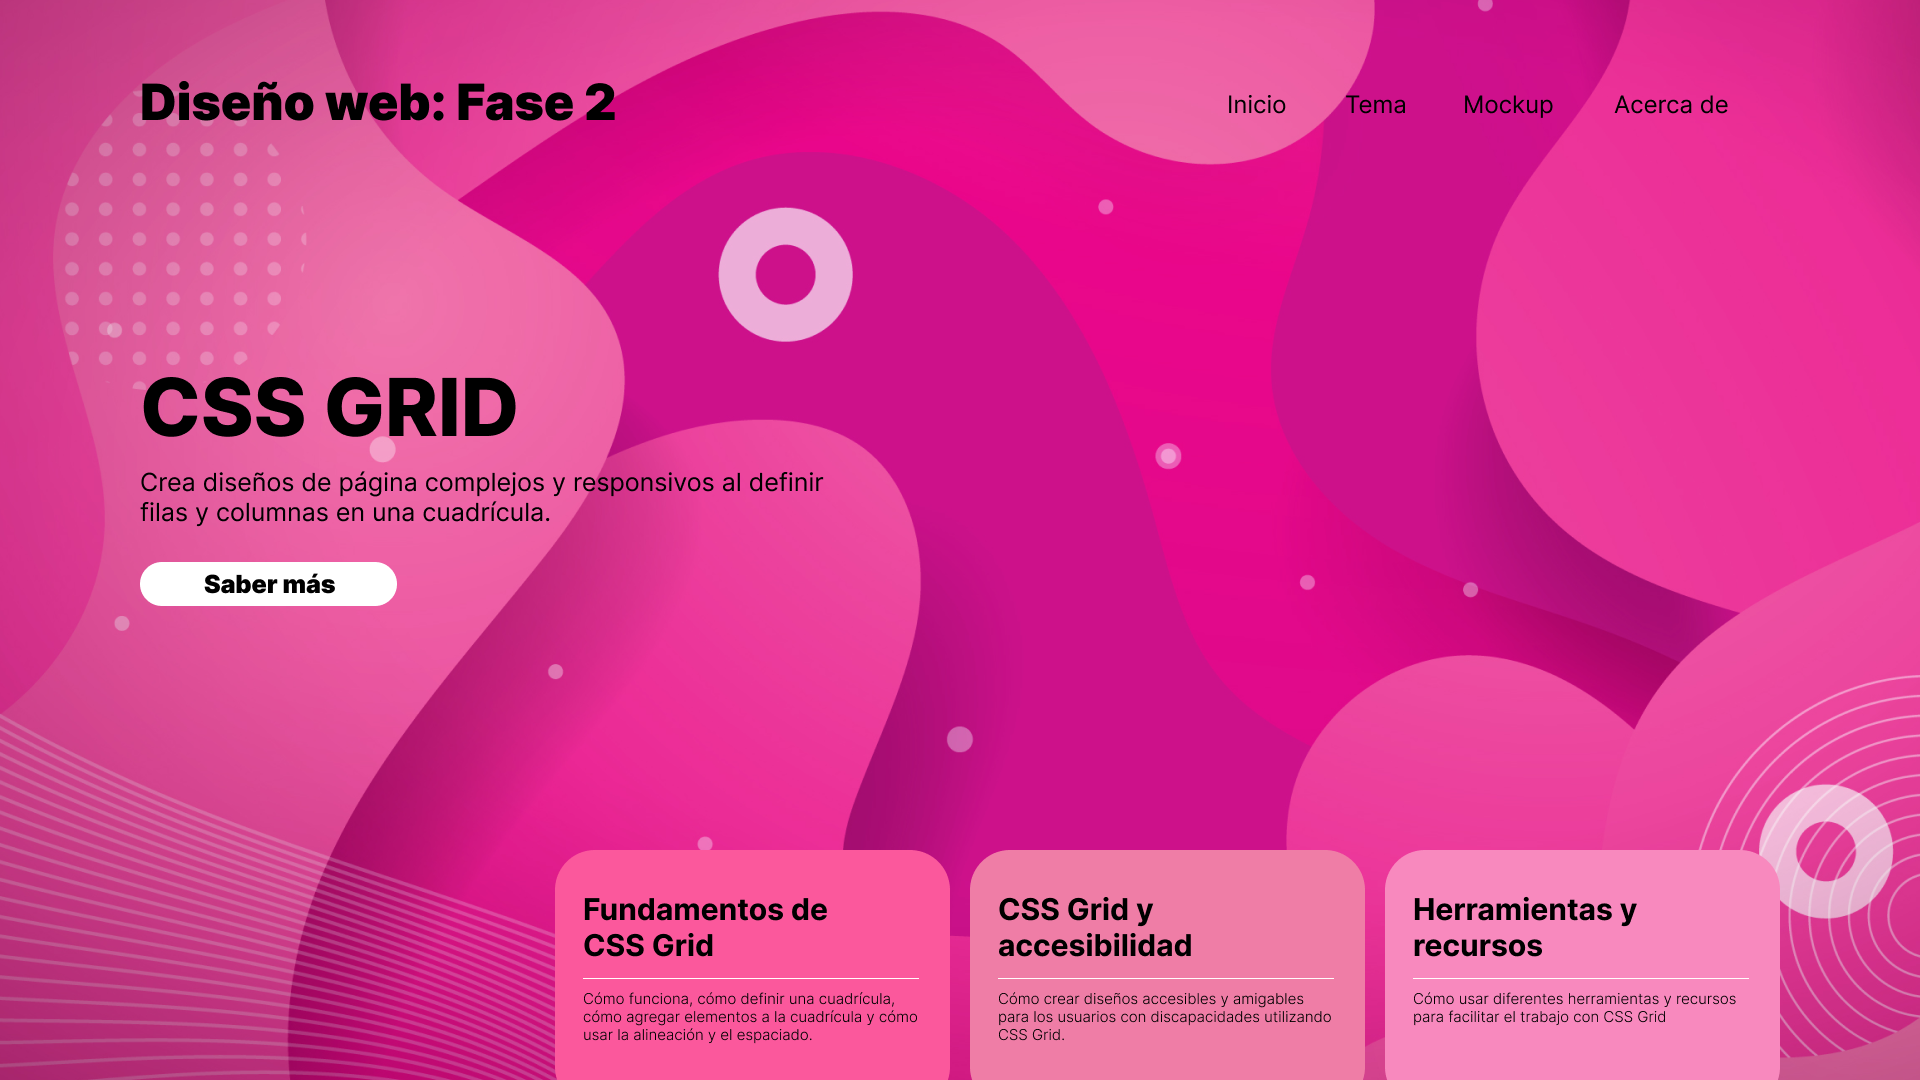 Diseño web: Fase 2
Inicio Tema Mockup Acerca de
CSS GRID
Crea diseños de página complejos y responsivos al definir
filas y columnas en una cuadrícula.
Saber más
Fundamentos de
CSS Grid
Cómo funciona, cómo definir una cuadrícula,
cómo agregar elementos a la cuadrícula y cómo
usar la alineación y el espaciado.
CSS Grid y
accesibilidad
Cómo crear diseños accesibles y amigables
para los usuarios con discapacidades utilizando
CSS Grid.
Herramientas y
recursos
Cómo usar diferentes herramientas y recursos
para facilitar el trabajo con CSS Grid